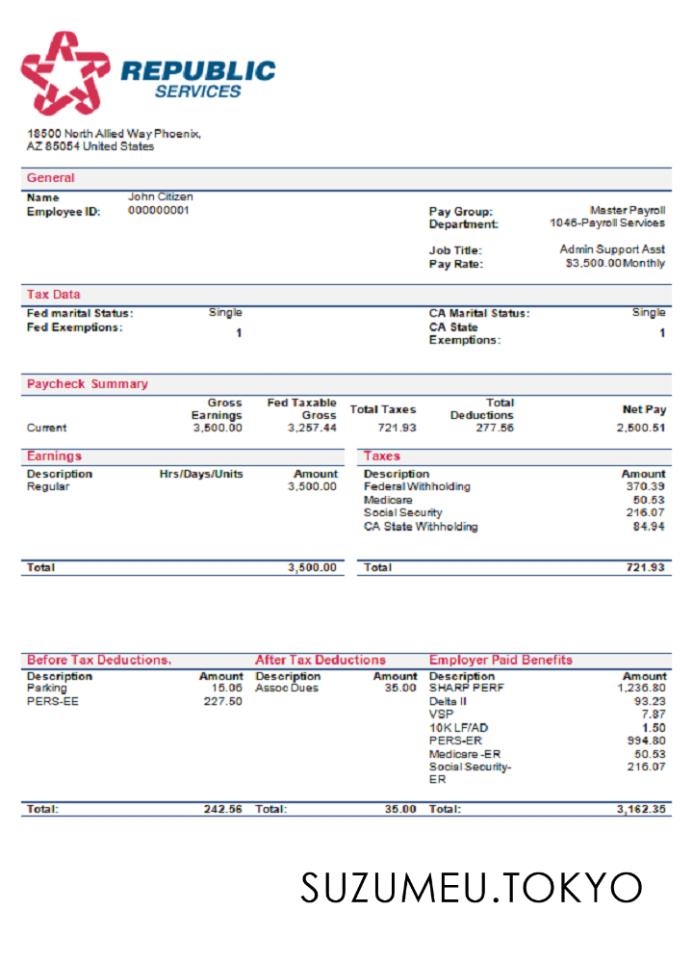 REPUBLIC
SERVICES
18500 North Allied Way Phoenix,
AZ 85054 United States
General
Name John Citizen
Employee ID: 000000001
Pay Group: Master Payroll
Department: 1046-Payroll Services
Job Title: Admin Support Asst
Pay Rate: $3,500.00Monthly
Tax Data
Fed marital Status: Single
Fed Exemptions: 1
CA Marital Status: Single
CA State
Exemptions: 1
Paycheck Summary
Gross Earnings Fed Taxable Gross Total Taxes Total Deductions Net Pay
Current 3,500.00 3,257.44 721.93 277.56 2,500.51
Earnings
Description Hrs/Days/Units Amount
Regular 3,500.00
Total 3,500.00
Taxes
Description Amount
Federal Withholding 370.39
Medicare 50.53
Social Security 216.07
CA State Withholding 84.94
Total 721.93
Before Tax Deductions.
Description Amount
Parking 15.06
PERS-EE 227.50
Total: 242.56
After Tax Deductions
Description Amount
Assoc Dues 35.00
Total: 35.00
Employer Paid Benefits
Description Amount
SHARP PERF 1,236.80
Delta II 93.23
VSP 7.87
10K LF/AD 1.50
PERS-ER 994.80
Medicare -ER 50.53
Social Security- 216.07
ER
Total: 3,162.35
SUZUMEU.TOKYO